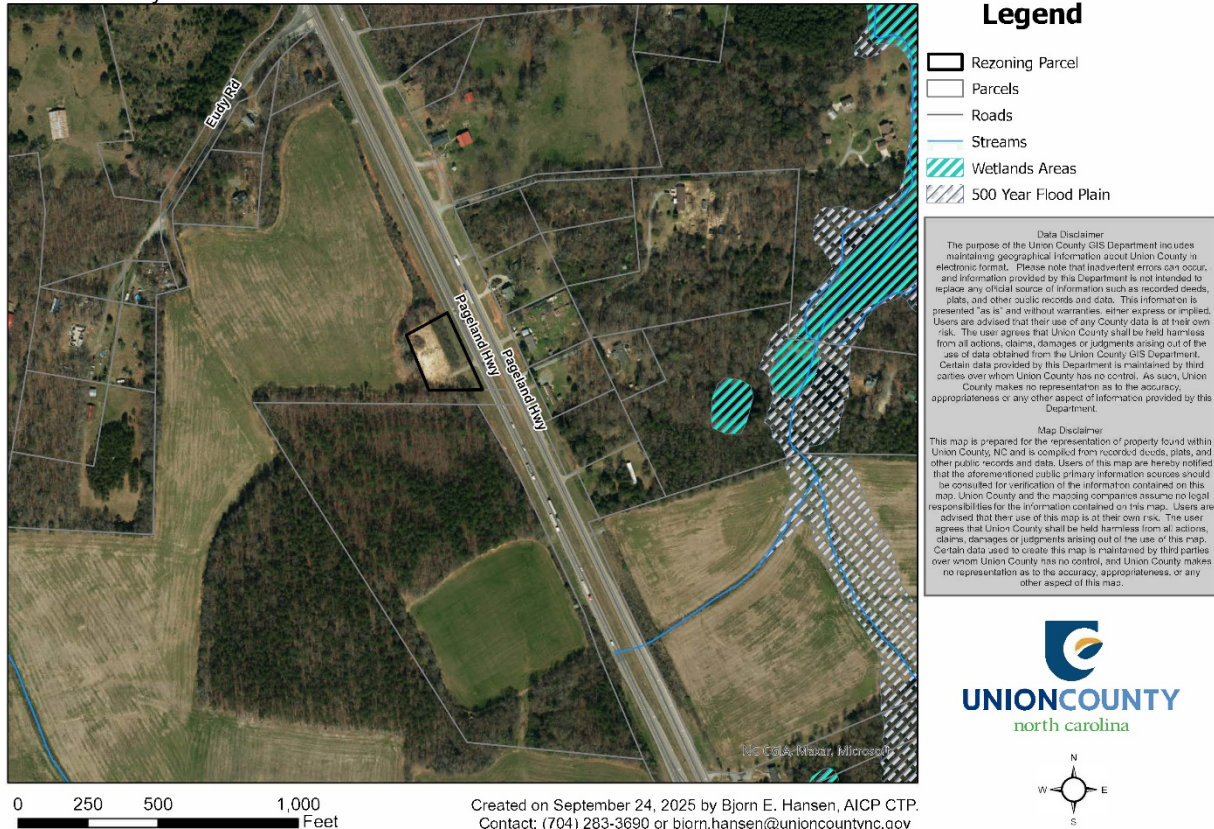 Legend
Rezoning Parcel
Parcels
Roads
Streams
Wetlands Areas
500 Year Flood Plain
Eudy Rd
Pageland Hwy
Pageland Hwy
Data Disclaimer
The purpose of the Union County GIS Department includes
maintaining geographical information about Union County in
electronic format. Please note that inadvertent errors can occur,
and information provided by this Department is not intended to
replace any official source of information such as recorded deeds,
plats, and other public records and data. This information is
presented "as is" and without warranties, either express or implied.
Users are advised that their use of any County data is at their own
risk. The user agrees that Union County shall be held harmless
from all actions, claims, damages or judgments arising out of the
use of data obtained from the Union County GIS Department.
Certain data provided by this Department is maintained by third
parties over whom Union County has no control. As such, Union
County makes no representation as to the accuracy,
appropriateness or any other aspect of information provided by this
Department.
Map Disclaimer
This map is prepared for the representation of property found within
Union County, NC and is compiled from recorded deeds, plats, and
other public records and data. Users of this map are hereby notified
that the aforementioned public primary information sources should
be consulted for verification of the information contained on this
map. Union County and the mapping companies assume no legal
responsibilities for the information contained on this map. Users are
advised that their use of this map is at their own risk. The user
agrees that Union County shall be held harmless from all actions,
claims, damages or judgments arising out of the use of this map.
Certain data used to create this map is maintained by third parties
over whom Union County has no control, and Union County makes
no representation as to the accuracy, appropriateness, or any
other aspect of this map.
UNIONCOUNTY
north carolina
N
W E
S
NC CGIA, Maxar, Microsoft
0 250 500 1,000
Feet
Created on September 24, 2025 by Bjorn E. Hansen, AICP CTP.
Contact: (704) 283-3690 or bjorn.hansen@unioncountync.gov